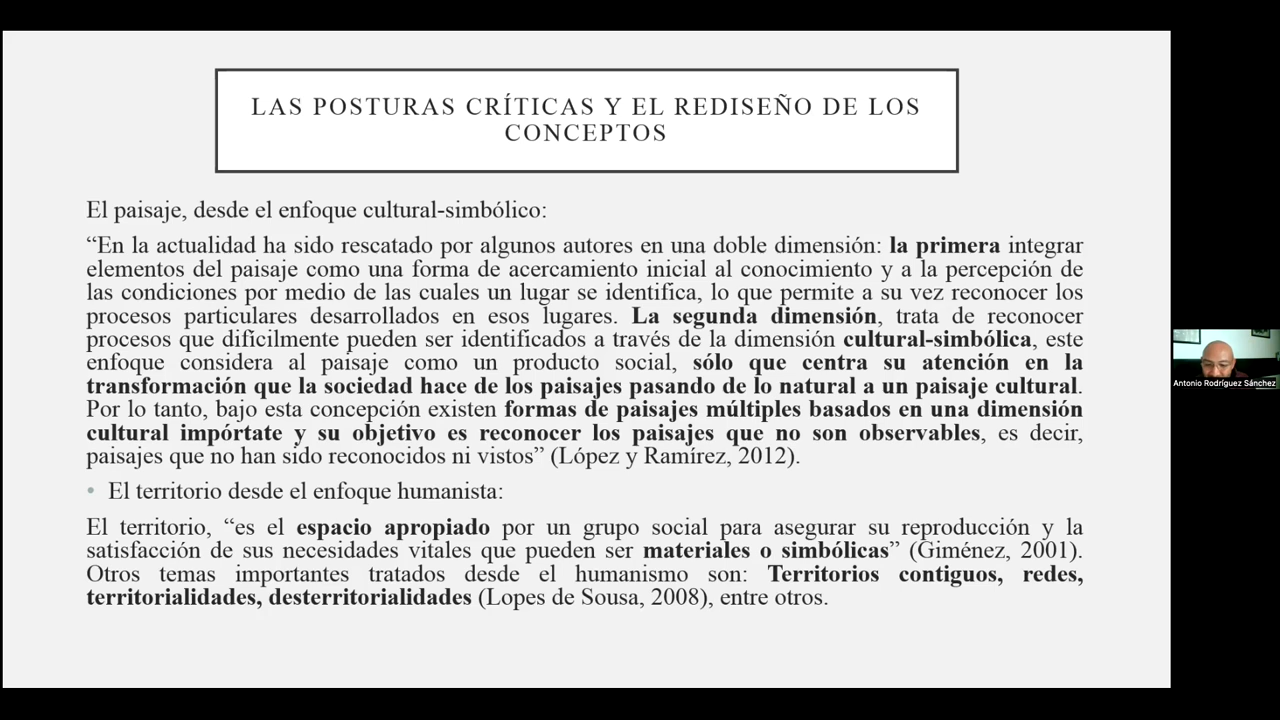 LAS POSTURAS CRÍTICAS Y EL REDISEÑO DE LOS
CONCEPTOS
El paisaje, desde el enfoque cultural-simbólico:
“En la actualidad ha sido rescatado por algunos autores en una doble dimensión: la primera integrar
elementos del paisaje como una forma de acercamiento inicial al conocimiento y a la percepción de
las condiciones por medio de las cuales un lugar se identifica, lo que permite a su vez reconocer los
procesos particulares desarrollados en esos lugares. La segunda dimensión, trata de reconocer
procesos que difícilmente pueden ser identificados a través de la dimensión cultural-simbólica, este
enfoque considera al paisaje como un producto social, sólo que centra su atención en la
transformación que la sociedad hace de los paisajes pasando de lo natural a un paisaje cultural.
Por lo tanto, bajo esta concepción existen formas de paisajes múltiples basados en una dimensión
cultural impórtate y su objetivo es reconocer los paisajes que no son observables, es decir,
paisajes que no han sido reconocidos ni vistos” (López y Ramírez, 2012).
• El territorio desde el enfoque humanista:
El territorio, “es el espacio apropiado por un grupo social para asegurar su reproducción y la
satisfacción de sus necesidades vitales que pueden ser materiales o simbólicas” (Giménez, 2001).
Otros temas importantes tratados desde el humanismo son: Territorios contiguos, redes,
territorialidades, desterritorialidades (Lopes de Sousa, 2008), entre otros.
Antonio Rodríguez Sánchez